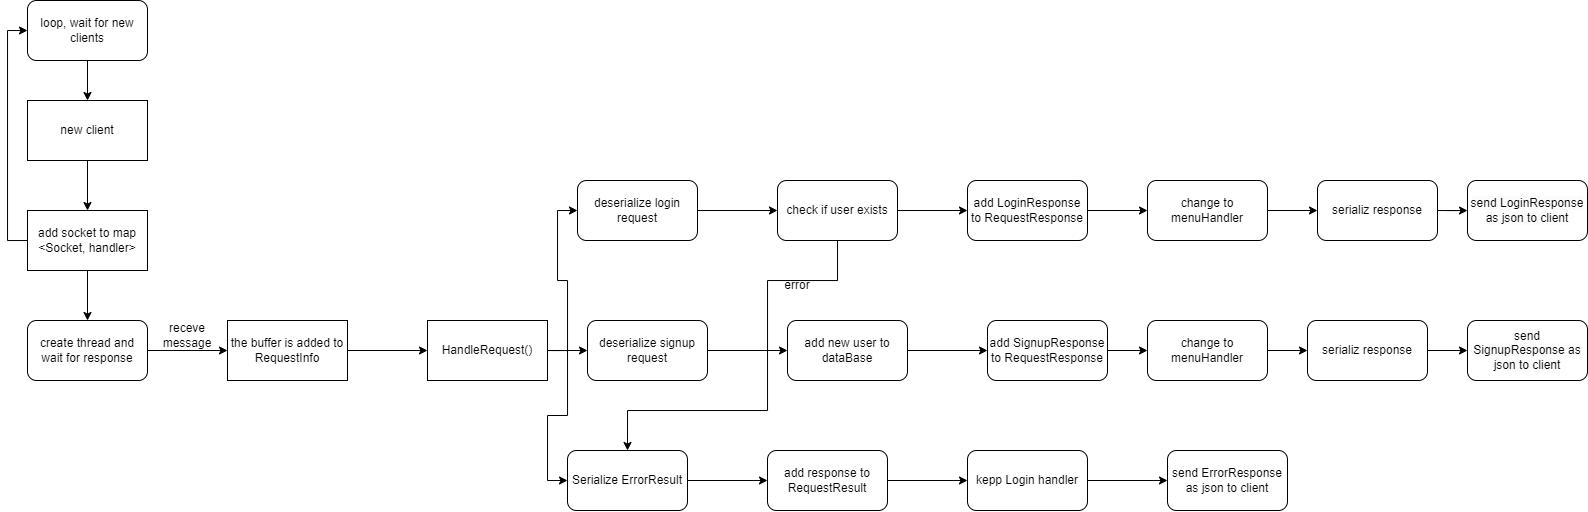 loop, wait for new
clients
new client
add socket to map
<Socket, handler>
create thread and
wait for response
receve
message
the buffer is added to
RequestInfo
HandleRequest()
deserialize login
request
check if user exists
add LoginResponse
to RequestResponse
change to
menuHandler
serializ response
send LoginResponse
as json to client
error
deserialize signup
request
add new user to
dataBase
add SignupResponse
to RequestResponse
change to
menuHandler
serializ response
send
SignupResponse as
json to client
Serialize ErrorResult
add response to
RequestResult
kepp Login handler
send ErrorResponse
as json to client